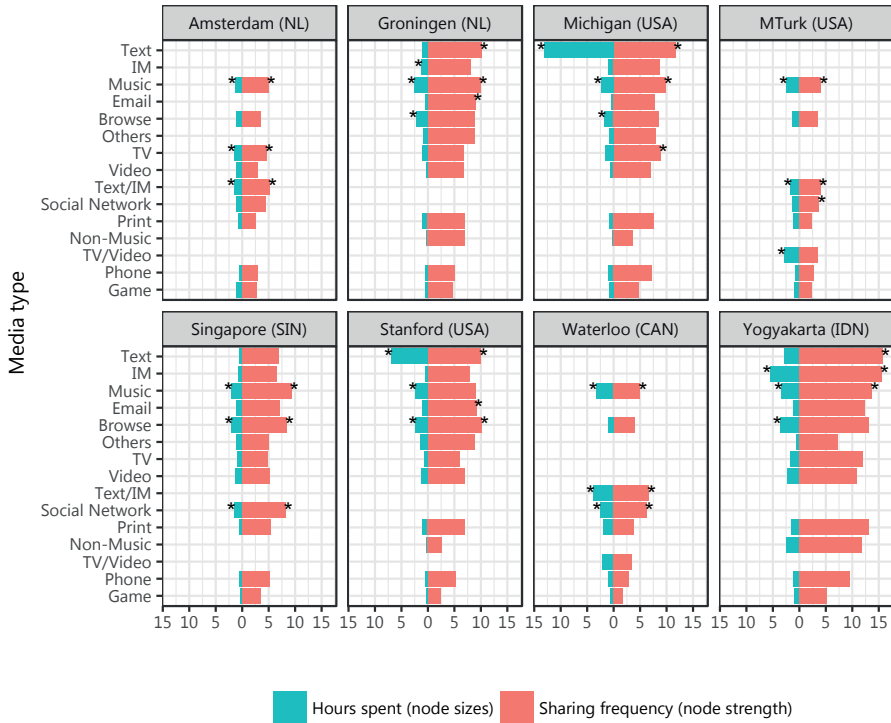 Amsterdam (NL) Groningen (NL) Michigan (USA) MTurk (USA)
Text
IM
Music
Email
Browse
Others
TV
Video
Text/IM
Social Network
Print
Non-Music
TV/Video
Phone
Game
Media type
Singapore (SIN) Stanford (USA) Waterloo (CAN) Yogyakarta (IDN)
Text
IM
Music
Email
Browse
Others
TV
Video
Text/IM
Social Network
Print
Non-Music
TV/Video
Phone
Game
15 10 5 0 5 10 15 15 10 5 0 5 10 15 15 10 5 0 5 10 15 15 10 5 0 5 10 15
Hours spent (node sizes) Sharing frequency (node strength)